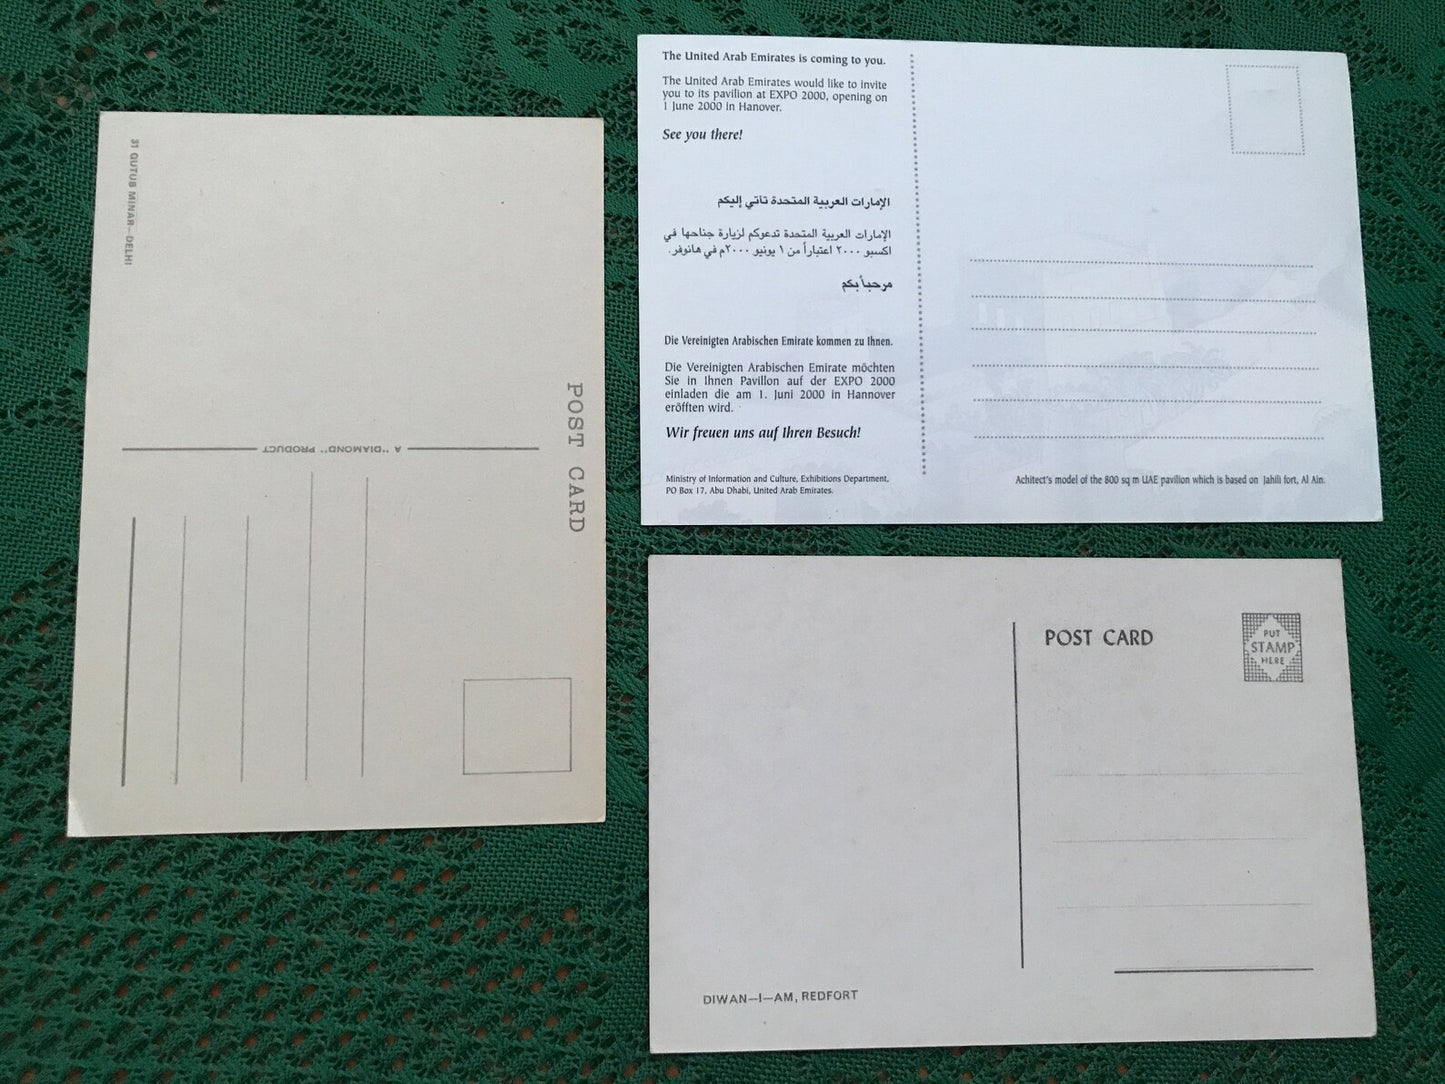 31 QUTUB MINAR—DELHI
POST CARD
A "DIAMOND" PRODUCT
The United Arab Emirates is coming to you.
The United Arab Emirates would like to invite
you to its pavilion at EXPO 2000, opening on
1 June 2000 in Hanover.
See you there!
الإمارات العربية المتحدة تأتي إليكم
الإمارات العربية المتحدة تدعوكم لزيارة جناحها في
اكسبو ٢٠٠٠ اعتباراً من ١ يونيو ٢٠٠٠م في هانوفر.
مرحباً بكم
Die Vereinigten Arabischen Emirate kommen zu Ihnen.
Die Vereinigten Arabischen Emirate möchten
Sie in Ihnen Pavillon auf der EXPO 2000
einladen die am 1. Juni 2000 in Hannover
eröfften wird.
Wir freuen uns auf Ihren Besuch!
Ministry of Information and Culture, Exhibitions Department,
PO Box 17, Abu Dhabi, United Arab Emirates.
Achitect's model of the 800 sq m UAE pavilion which is based on Jahili fort, Al Ain.
POST CARD
PUT
STAMP
HERE
DIWAN—I—AM, REDFORT